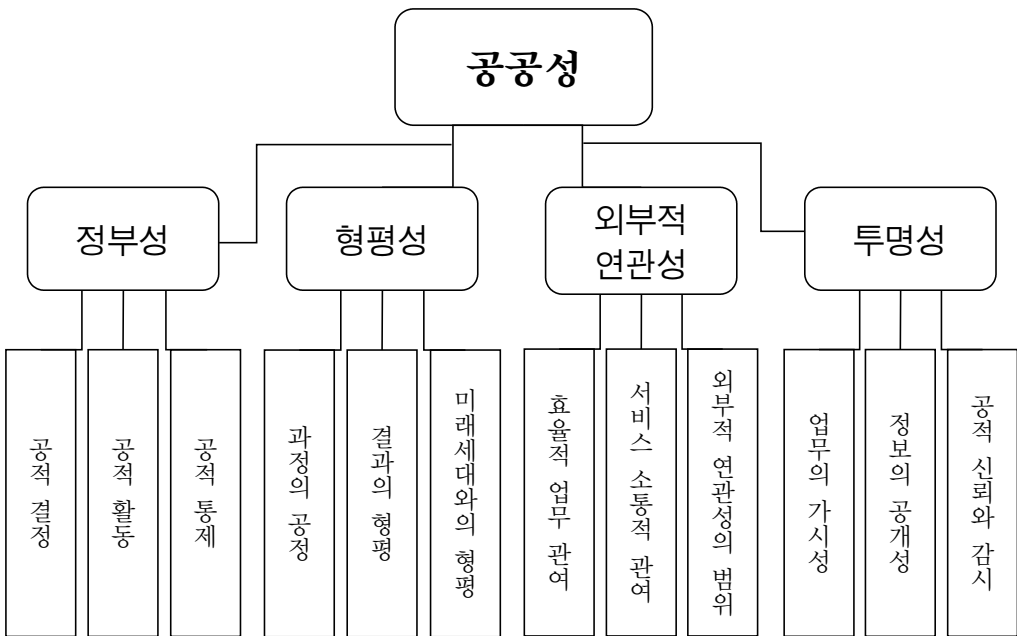 공공성
정부성
형평성
외부적
연관성
투명성
공적 결정
공적 활동
공적 통제
과정의 공정
결과의 형평
미래세대와의 형평
효율적 업무 관여
서비스 소통적 관여
외부적 연관성의 범위
업무의 가시성
정보의 공개성
공적 신뢰와 감시